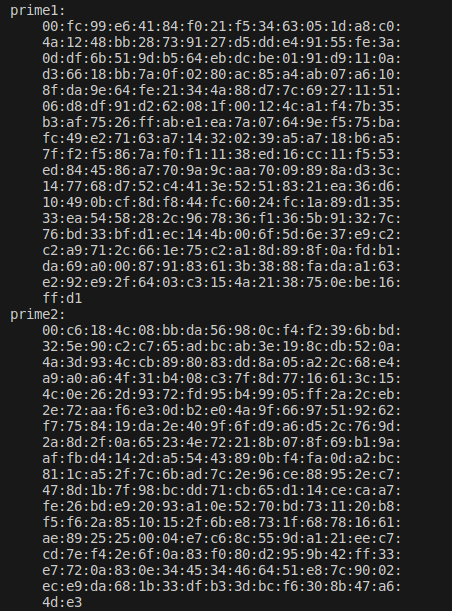 prime1:
00:fc:99:e6:41:84:f0:21:f5:34:63:05:1d:a8:c0:
4a:12:48:bb:28:73:91:27:d5:dd:e4:91:55:fe:3a:
0d:df:6b:51:9d:b5:64:eb:dc:be:01:91:d9:11:0a:
d3:66:18:bb:7a:0f:02:80:ac:85:a4:ab:07:a6:10:
8f:da:9e:64:fe:21:34:4a:88:d7:7c:69:27:11:51:
06:d8:df:91:d2:62:08:1f:00:12:4c:a1:f4:7b:35:
b3:af:75:26:ff:ab:e1:ea:7a:07:64:9e:f5:75:ba:
fc:49:e2:71:63:a7:14:32:02:39:a5:a7:18:b6:a5:
7f:f2:f5:86:7a:f0:f1:11:38:ed:16:cc:11:f5:53:
ed:84:45:86:a7:70:9a:9c:aa:70:09:89:8a:d3:3c:
14:77:68:d7:52:c4:41:3e:52:51:83:21:ea:36:d6:
10:49:0b:cf:8d:f8:44:fc:60:24:fc:1a:89:d1:35:
33:ea:54:58:28:2c:96:78:36:f1:36:5b:91:32:7c:
76:bd:33:bf:d1:ec:14:4b:00:6f:5d:6e:37:e9:c2:
c2:a9:71:2c:66:1e:75:c2:a1:8d:89:8f:0a:fd:b1:
da:69:a0:00:87:91:83:61:3b:38:88:fa:da:a1:63:
e2:92:e9:2f:64:03:c3:15:4a:21:38:75:0e:be:16:
ff:d1
prime2:
00:c6:18:4c:08:bb:da:56:98:0c:f4:f2:39:6b:bd:
32:5e:90:c2:c7:65:ad:bc:ab:3e:19:8c:db:52:0a:
4a:3d:93:4c:cb:89:80:83:dd:8a:05:a2:2c:68:e4:
a9:a0:a6:4f:31:b4:08:c3:7f:8d:77:16:61:3c:15:
4c:0e:26:2d:93:72:fd:95:b4:99:05:ff:2a:2c:eb:
2e:72:aa:f6:e3:0d:b2:e0:4a:9f:66:97:51:92:62:
f7:75:84:19:da:2e:40:9f:6f:d9:a6:d5:2c:76:9d:
2a:8d:2f:0a:65:23:4e:72:21:8b:07:8f:69:b1:9a:
af:fb:d4:14:2d:a5:54:43:89:0b:f4:fa:0d:a2:bc:
81:1c:a5:2f:7c:6b:ad:7c:2e:96:ce:88:95:2e:c7:
47:8d:1b:7f:98:bc:dd:71:cb:65:d1:14:ce:ca:a7:
fe:26:bd:e9:20:93:a1:0e:52:70:bd:73:11:20:b8:
f5:f6:2a:85:10:15:2f:6b:e8:73:1f:68:78:16:61:
ae:89:25:25:00:04:e7:c6:8c:55:9d:a1:21:ee:c7:
cd:7e:f4:2e:6f:0a:83:f0:80:d2:95:9b:42:ff:33:
e7:72:0a:83:0e:34:45:34:46:64:51:e8:7c:90:02:
ec:e9:da:68:1b:33:df:b3:3d:bc:f6:30:8b:47:a6:
4d:e3